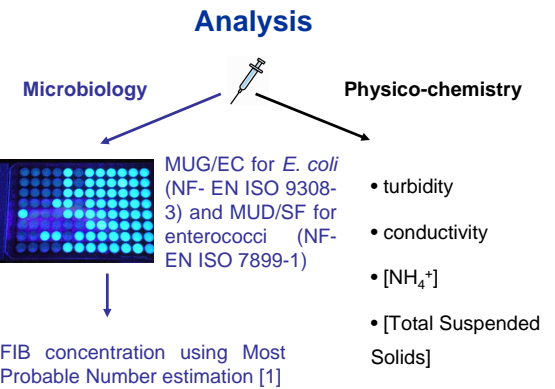 Analysis
Microbiology
Physico-chemistry
MUG/EC for E. coli
(NF- EN ISO 9308-
3) and MUD/SF for
enterococci (NF-
EN ISO 7899-1)
FIB concentration using Most
Probable Number estimation [1]
• turbidity
• conductivity
• [NH₄⁺]
• [Total Suspended
Solids]